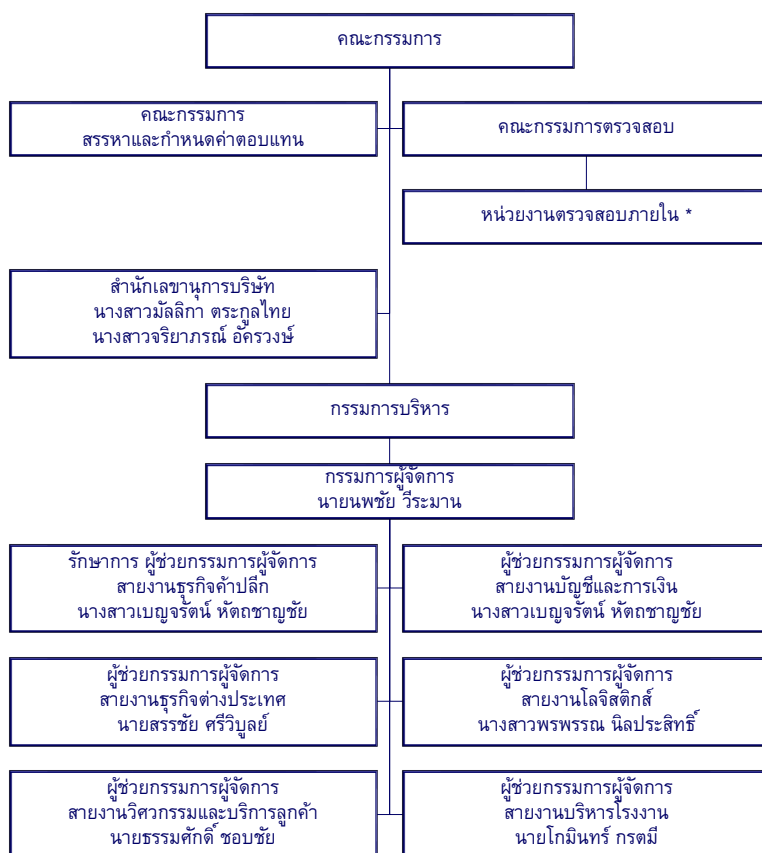 คณะกรรมการ
คณะกรรมการ
สรรหาและกำหนดค่าตอบแทน
คณะกรรมการตรวจสอบ
หน่วยงานตรวจสอบภายใน *
สำนักเลขานุการบริษัท
นางสาวมัลลิกา ตระกูลไทย
นางสาวจริยาภรณ์ อัครวงษ์
กรรมการบริหาร
กรรมการผู้จัดการ
นายนพชัย วีระมาน
รักษาการ ผู้ช่วยกรรมการผู้จัดการ
สายงานธุรกิจค้าปลีก
นางสาวเบญจรัตน์ หัตถชาญชัย
ผู้ช่วยกรรมการผู้จัดการ
สายงานบัญชีและการเงิน
นางสาวเบญจรัตน์ หัตถชาญชัย
ผู้ช่วยกรรมการผู้จัดการ
สายงานธุรกิจต่างประเทศ
นายสรรชัย ศรีวิบูลย์
ผู้ช่วยกรรมการผู้จัดการ
สายงานโลจิสติกส์
นางสาวพรพรรณ นิลประสิทธิ์
ผู้ช่วยกรรมการผู้จัดการ
สายงานวิศวกรรมและบริการลูกค้า
นายธรรมศักดิ์ ชอบชัย
ผู้ช่วยกรรมการผู้จัดการ
สายงานบริหารโรงงาน
นายโกมินทร์ กรตมี